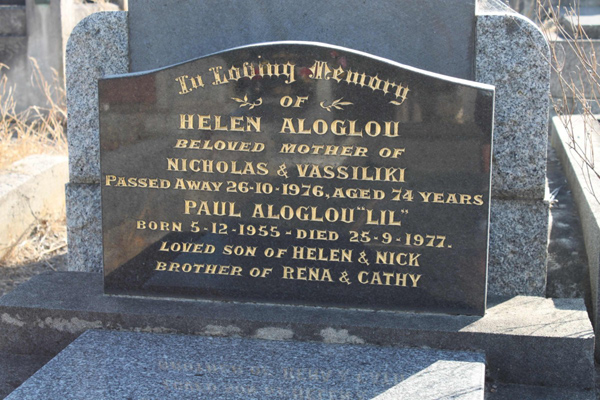 In Loving Memory
OF
HELEN ALOGLOU
BELOVED MOTHER OF
NICHOLAS & VASSILIKI
PASSED AWAY 26-10-1976, AGED 74 YEARS
PAUL ALOGLOU "LIL"
BORN 5-12-1955 - DIED 25-9-1977.
LOVED SON OF HELEN & NICK
BROTHER OF RENA & CATHY